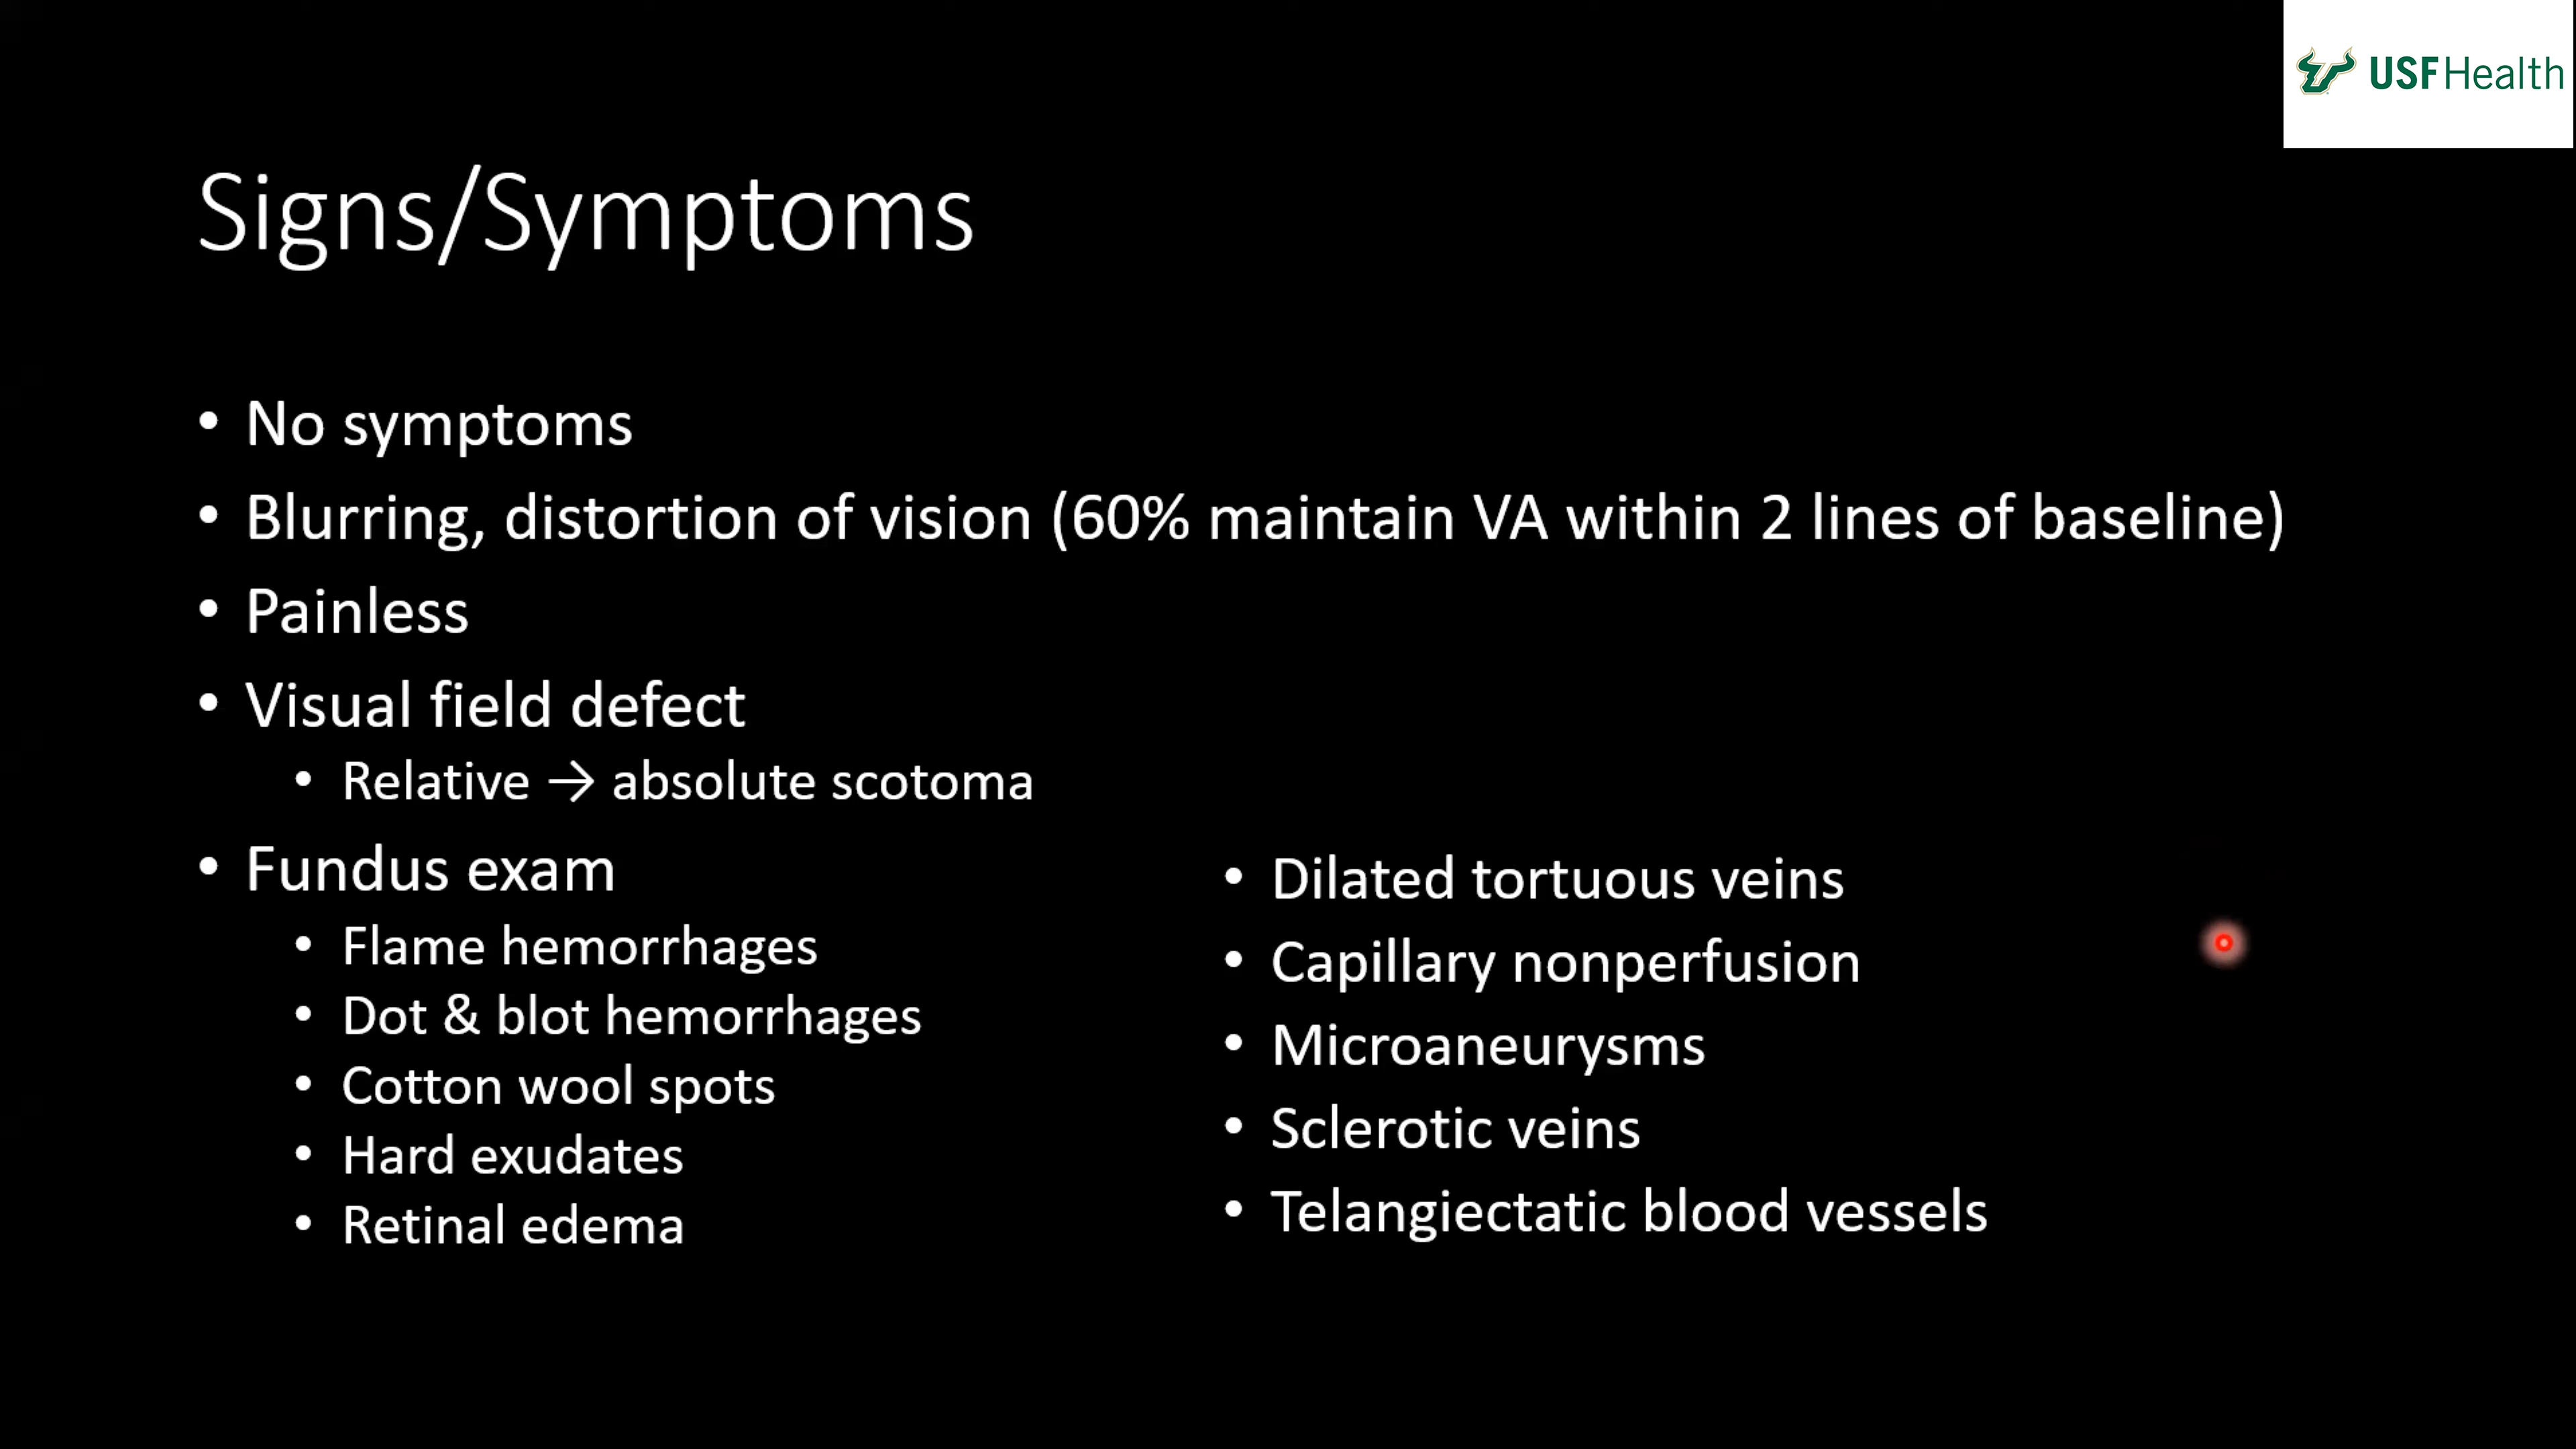 USFHealth
Signs/Symptoms
• No symptoms
• Blurring, distortion of vision (60% maintain VA within 2 lines of baseline)
• Painless
• Visual field defect
• Relative → absolute scotoma
• Fundus exam
• Flame hemorrhages
• Dot & blot hemorrhages
• Cotton wool spots
• Hard exudates
• Retinal edema
• Dilated tortuous veins
• Capillary nonperfusion
• Microaneurysms
• Sclerotic veins
• Telangiectatic blood vessels